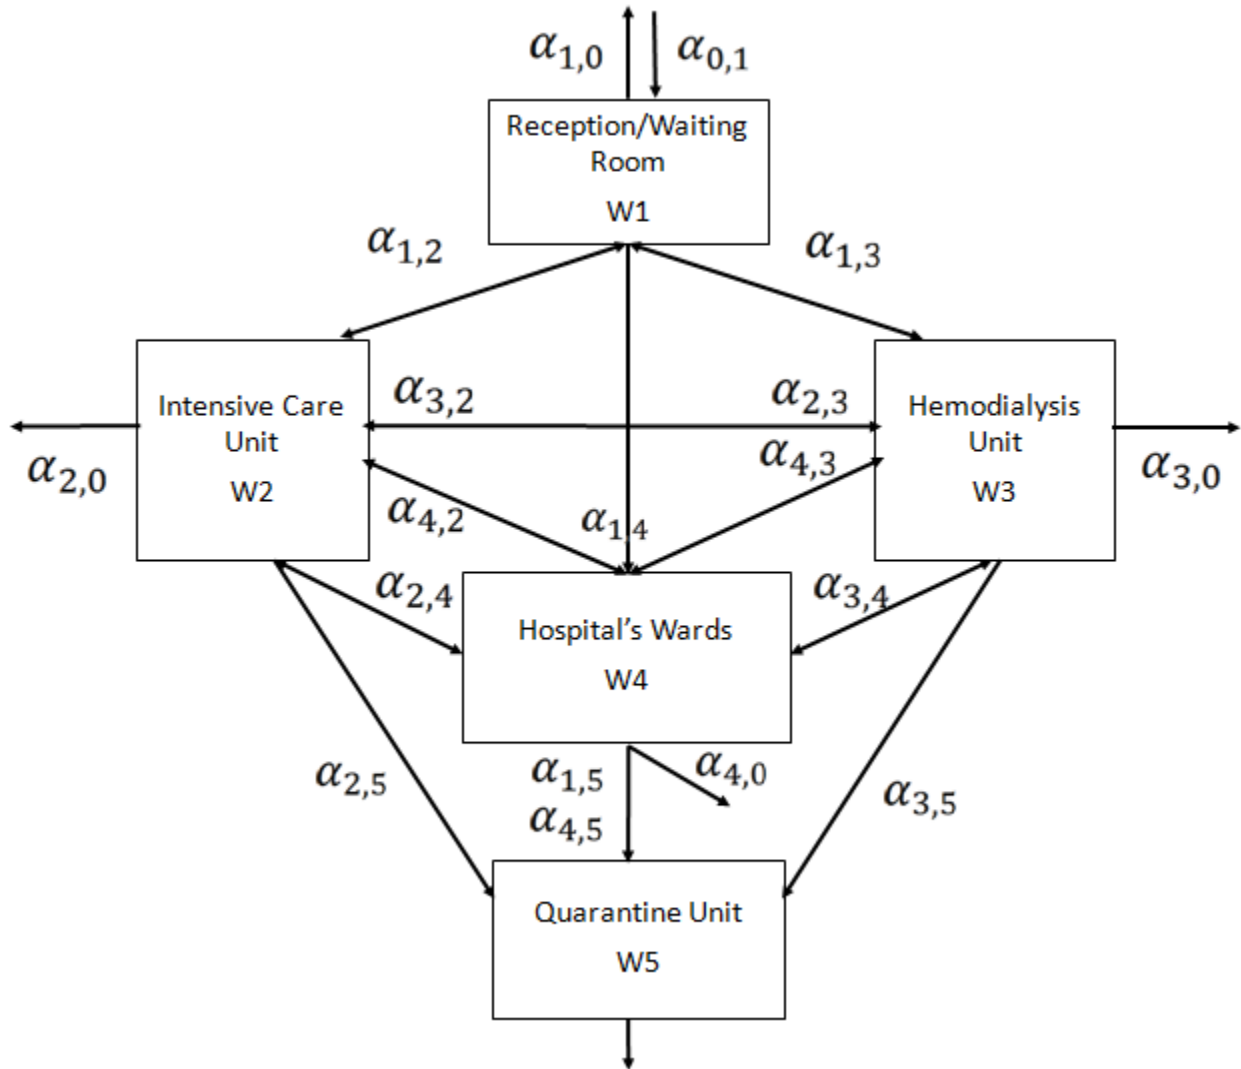 α1,0
α0,1
Reception/Waiting
Room
W1
α1,2
α1,3
Intensive Care
Unit
W2
α3,2
α2,3
Hemodialysis
Unit
W3
α2,0
α3,0
α4,3
α4,2
α1,4
α2,4
α3,4
Hospital's Wards
W4
α2,5
α1,5
α4,0
α3,5
α4,5
Quarantine Unit
W5